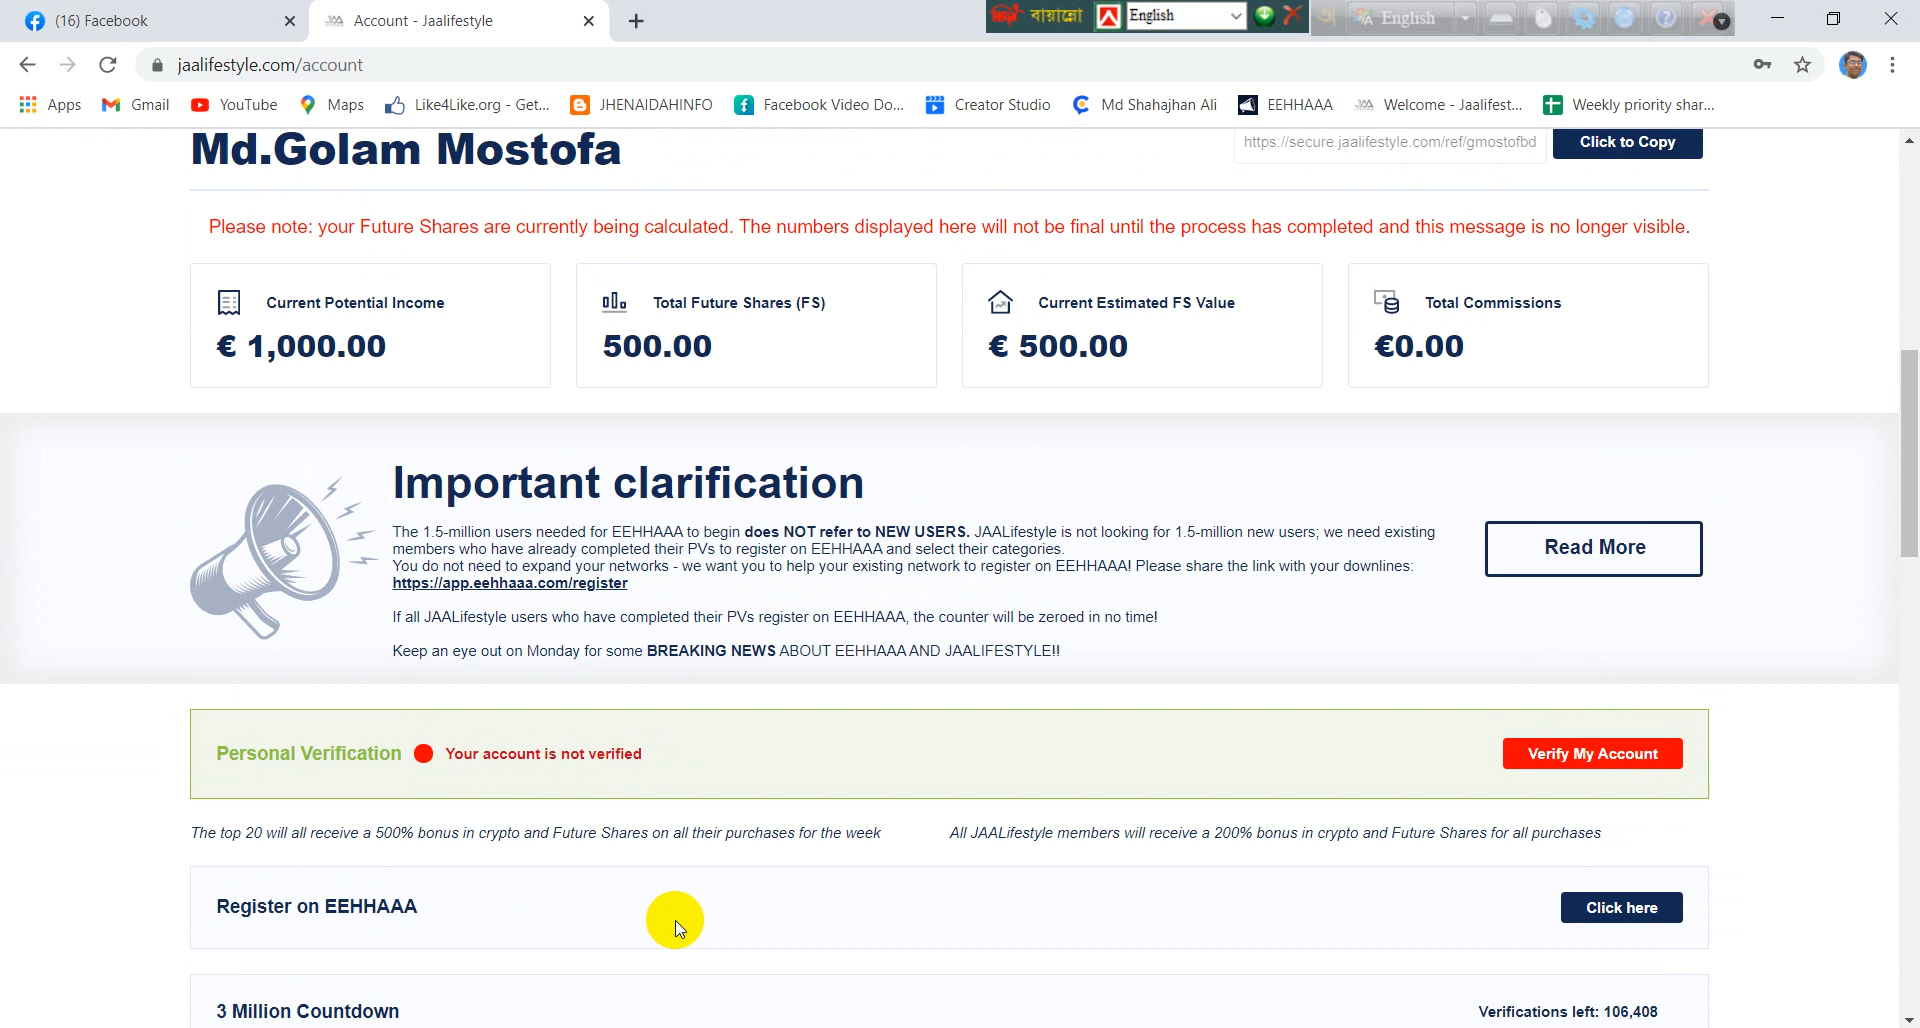 (16) Facebook
Account - Jaalifestyle
বায়ান্নো
English
English
jaalifestyle.com/account
Apps
Gmail
YouTube
Maps
Like4Like.org - Get...
JHENAIDAHINFO
Facebook Video Do...
Creator Studio
Md Shahajhan Ali
EEHHAAA
Welcome - Jaalifest...
Weekly priority shar...
Md.Golam Mostofa
https://secure.jaalifestyle.com/ref/gmostofbd
Click to Copy
Please note: your Future Shares are currently being calculated. The numbers displayed here will not be final until the process has completed and this message is no longer visible.
Current Potential Income
€ 1,000.00
Total Future Shares (FS)
500.00
Current Estimated FS Value
€ 500.00
Total Commissions
€0.00
Important clarification
The 1.5-million users needed for EEHHAAA to begin does NOT refer to NEW USERS. JAALifestyle is not looking for 1.5-million new users; we need existing
members who have already completed their PVs to register on EEHHAAA and select their categories.
You do not need to expand your networks - we want you to help your existing network to register on EEHHAAA! Please share the link with your downlines:
https://app.eehhaaa.com/register
If all JAALifestyle users who have completed their PVs register on EEHHAAA, the counter will be zeroed in no time!
Keep an eye out on Monday for some BREAKING NEWS ABOUT EEHHAAA AND JAALIFESTYLE!!
Read More
Personal Verification
Your account is not verified
Verify My Account
The top 20 will all receive a 500% bonus in crypto and Future Shares on all their purchases for the week
All JAALifestyle members will receive a 200% bonus in crypto and Future Shares for all purchases
Register on EEHHAAA
Click here
3 Million Countdown
Verifications left: 106,408